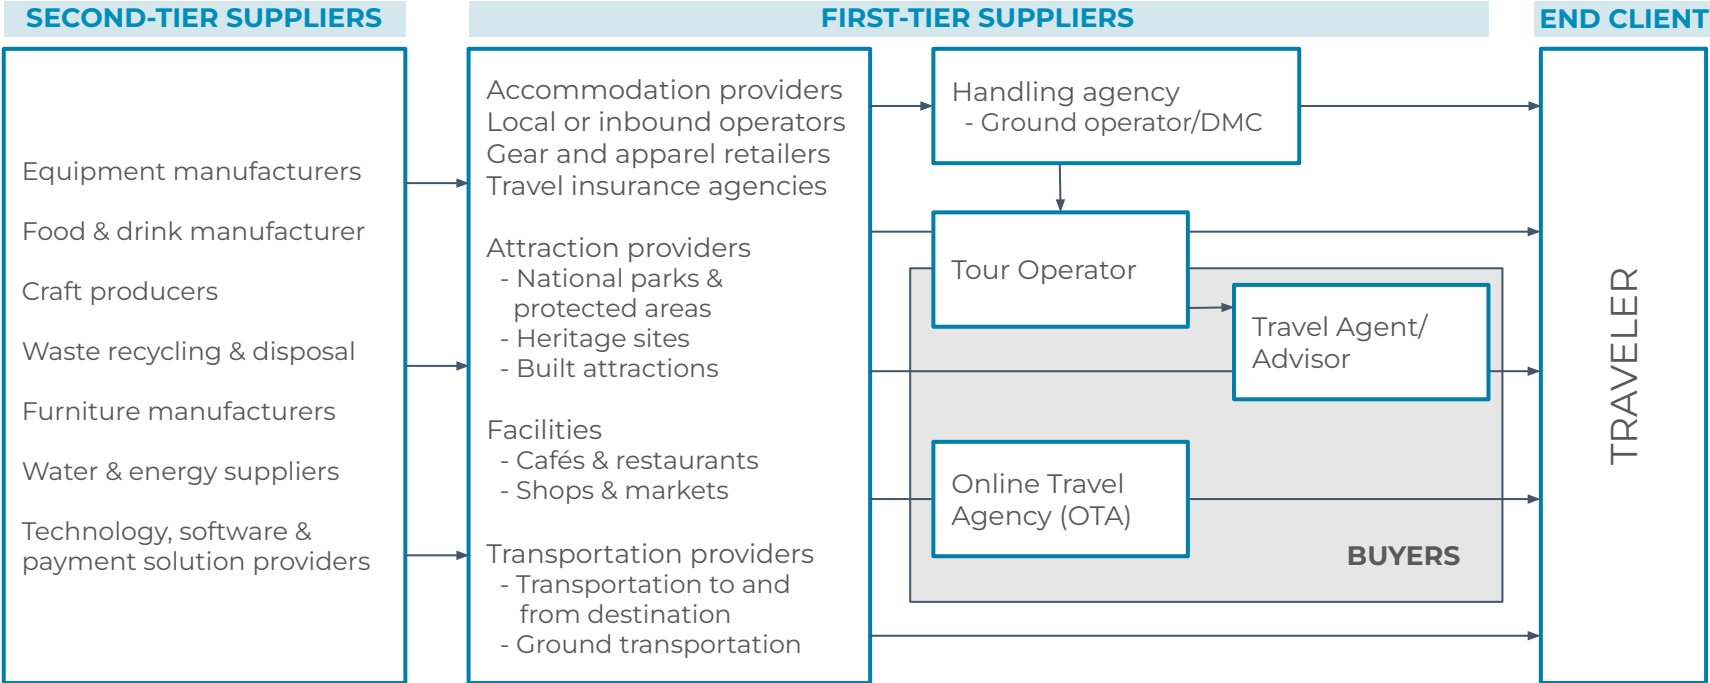 SECOND-TIER SUPPLIERS
Equipment manufacturers
Food & drink manufacturer
Craft producers
Waste recycling & disposal
Furniture manufacturers
Water & energy suppliers
Technology, software &
payment solution providers
FIRST-TIER SUPPLIERS
Accommodation providers
Local or inbound operators
Gear and apparel retailers
Travel insurance agencies
Attraction providers
- National parks &
protected areas
- Heritage sites
- Built attractions
Facilities
- Cafés & restaurants
- Shops & markets
Transportation providers
- Transportation to and
from destination
- Ground transportation
Handling agency
- Ground operator/DMC
Tour Operator
Travel Agent/
Advisor
Online Travel
Agency (OTA)
BUYERS
END CLIENT
TRAVELER